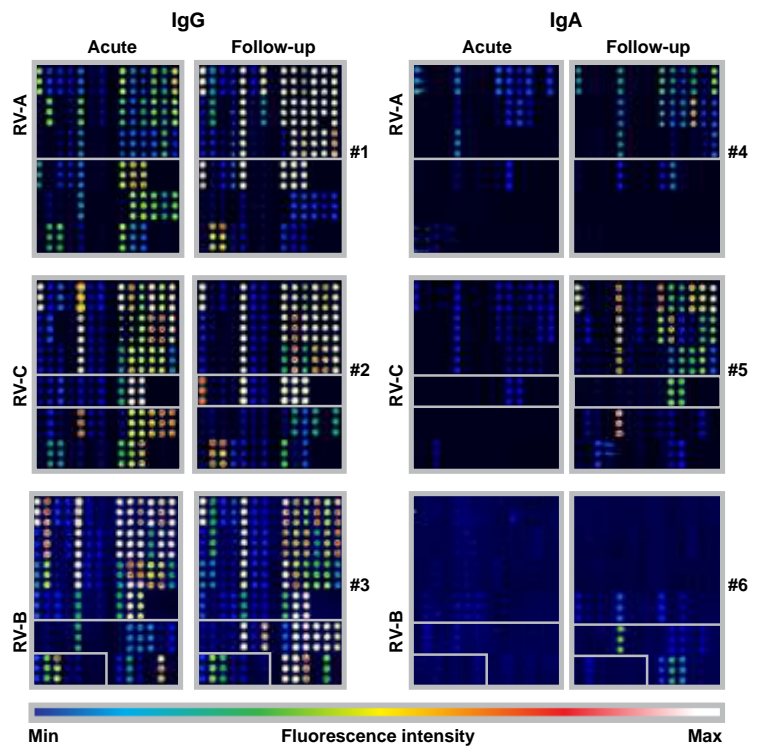 IgG IgA
Acute Follow-up Acute Follow-up
RV-A RV-A
#1 #4
RV-C RV-C
#2 #5
RV-B RV-B
#3 #6
Min Fluorescence intensity Max